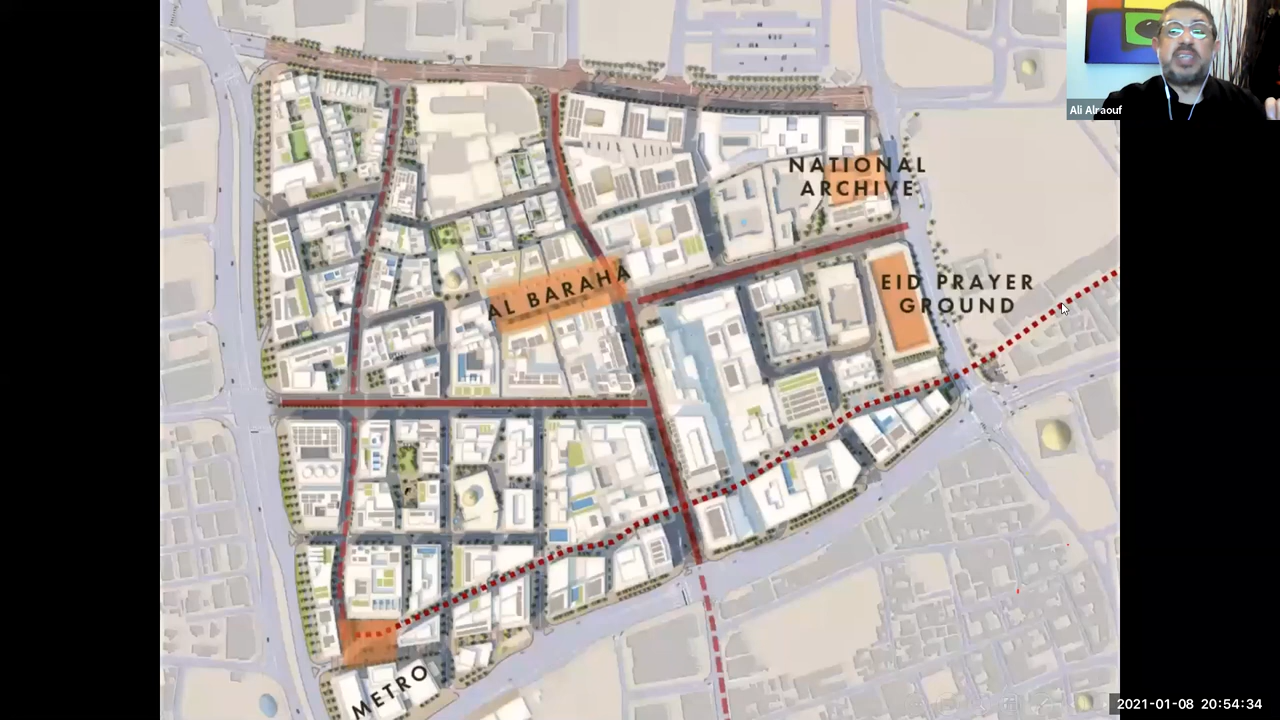 Ali Alraouf
NATIONAL
ARCHIVE
EID PRAYER
GROUND
AL BARAHA
METRO
2021-01-08 20:54:34